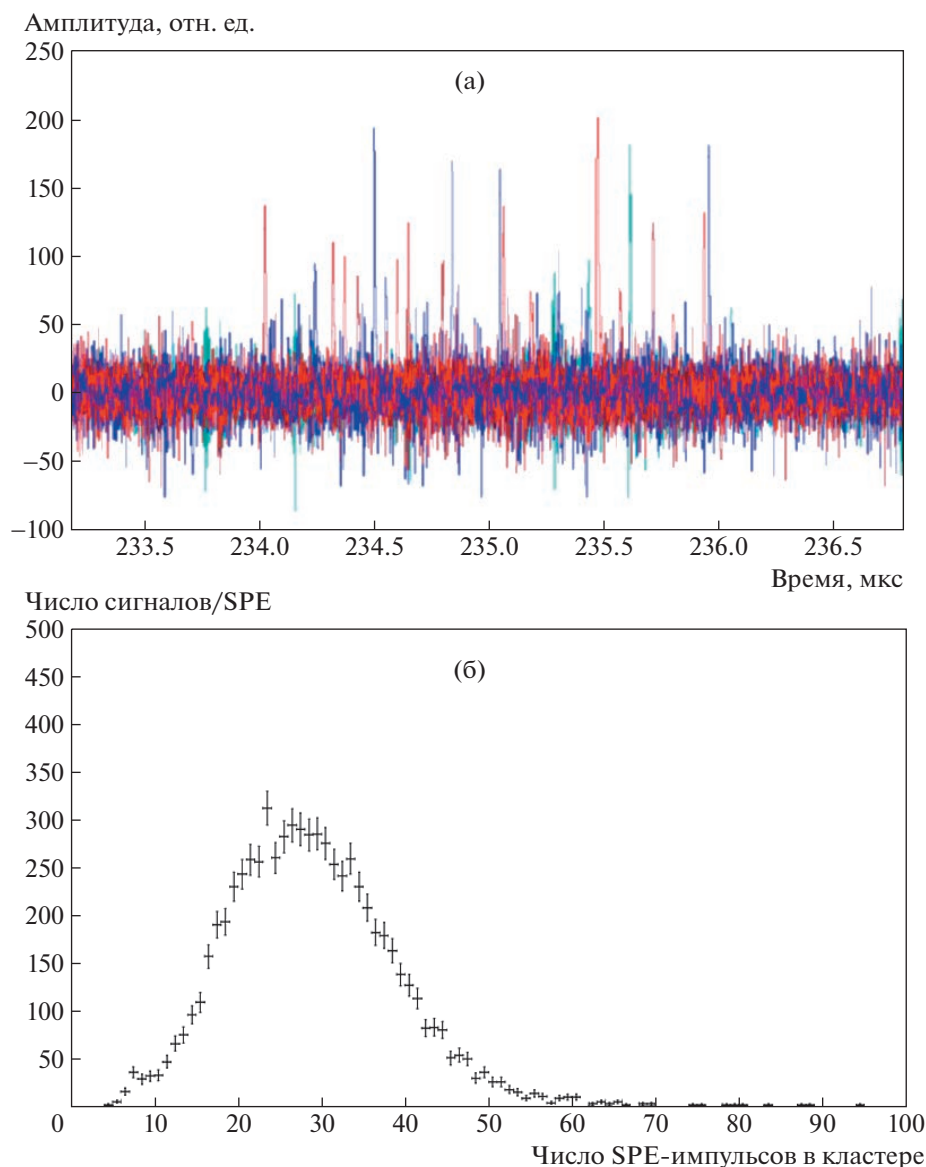 Амплитуда, отн. ед.
250
(а)
200
150
100
50
0
−50
−100
233.5 234.0 234.5 235.0 235.5 236.0 236.5
Время, мкс
Число сигналов/SPE
500
(б)
450
400
350
300
250
200
150
100
50
0 10 20 30 40 50 60 70 80 90 100
Число SPE-импульсов в кластере